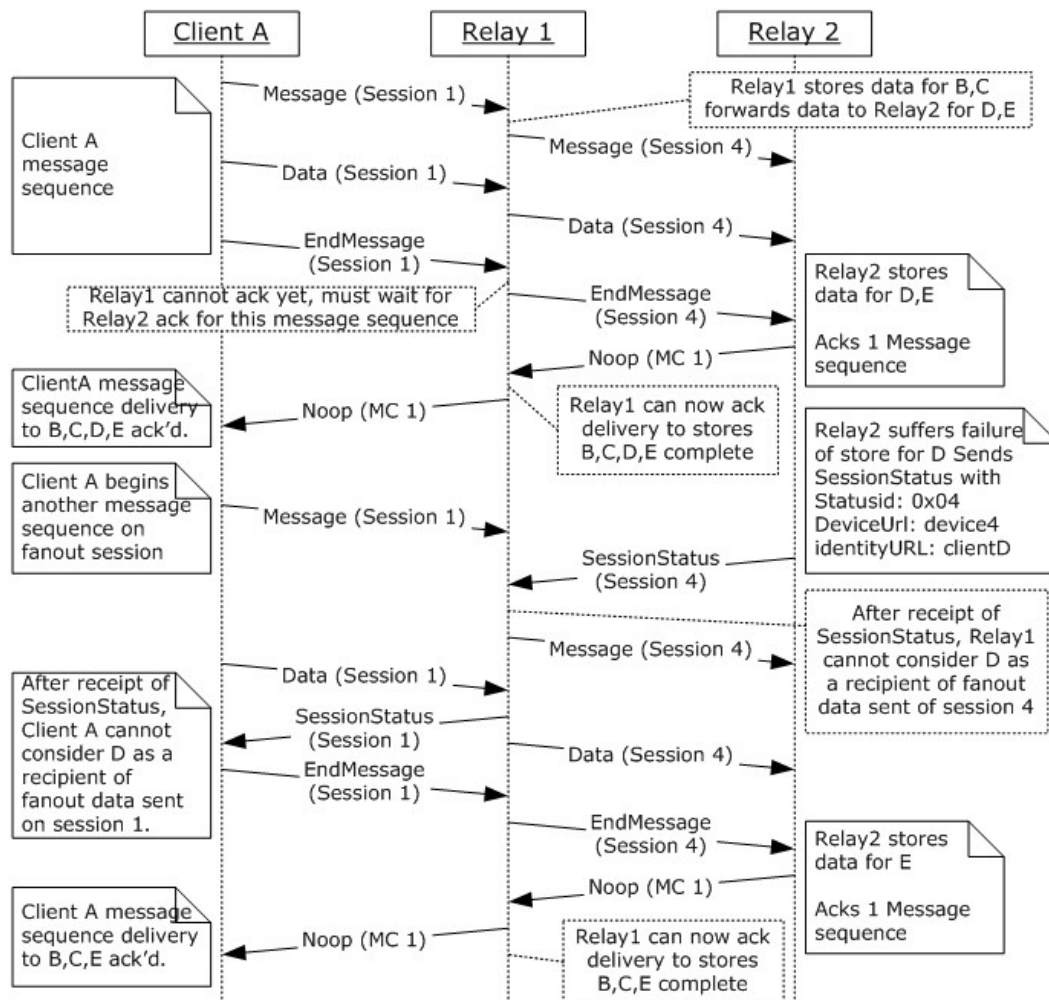 Client A
Relay 1
Relay 2
Message (Session 1)
Relay1 stores data for B,C
forwards data to Relay2 for D,E
Client A
message
sequence
Message (Session 4)
Data (Session 1)
Data (Session 4)
EndMessage
(Session 1)
Relay2 stores
data for D,E
Acks 1 Message
sequence
Relay1 cannot ack yet, must wait for
Relay2 ack for this message sequence
EndMessage
(Session 4)
Noop (MC 1)
ClientA message
sequence delivery
to B,C,D,E ack'd.
Noop (MC 1)
Relay1 can now ack
delivery to stores
B,C,D,E complete
Relay2 suffers failure
of store for D Sends
SessionStatus with
Statusid: 0x04
DeviceUrl: device4
identityURL: clientD
Client A begins
another message
sequence on
fanout session
Message (Session 1)
SessionStatus
(Session 4)
After receipt of
SessionStatus, Relay1
cannot consider D as
a recipient of fanout
data sent of session 4
Message (Session 4)
Data (Session 1)
After receipt of
SessionStatus,
Client A cannot
consider D as a
recipient of
fanout data sent
on session 1.
SessionStatus
(Session 1)
Data (Session 4)
EndMessage
(Session 1)
EndMessage
(Session 4)
Relay2 stores
data for E
Acks 1 Message
sequence
Noop (MC 1)
Client A message
sequence delivery
to B,C,E ack'd.
Noop (MC 1)
Relay1 can now ack
delivery to stores
B,C,E complete